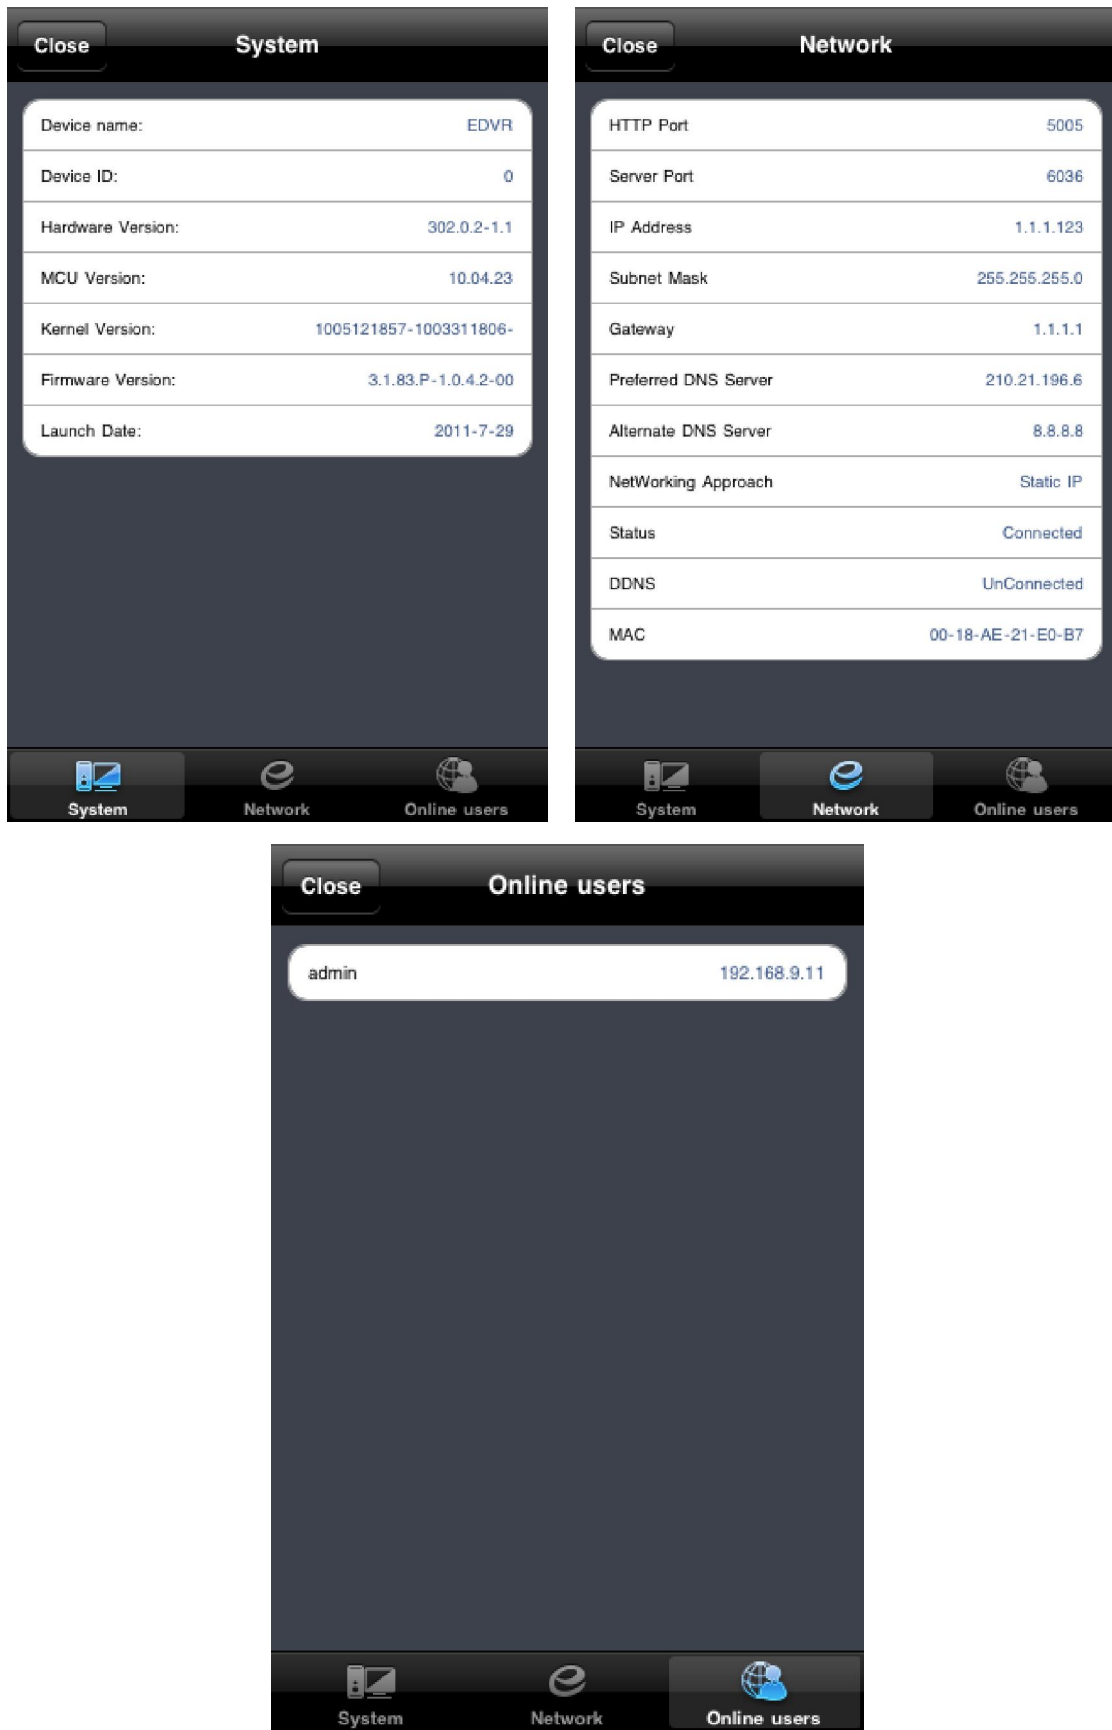 Close System
Device name: EDVR
Device ID: 0
Hardware Version: 302.0.2-1.1
MCU Version: 10.04.23
Kernel Version: 1005121857-1003311806-
Firmware Version: 3.1.83.P-1.0.4.2-00
Launch Date: 2011-7-29
System Network Online users
Close Network
HTTP Port 5005
Server Port 6036
IP Address 1.1.1.123
Subnet Mask 255.255.255.0
Gateway 1.1.1.1
Preferred DNS Server 210.21.196.6
Alternate DNS Server 8.8.8.8
NetWorking Approach Static IP
Status Connected
DDNS UnConnected
MAC 00-18-AE-21-E0-B7
System Network Online users
Close Online users
admin 192.168.9.11
System Network Online users